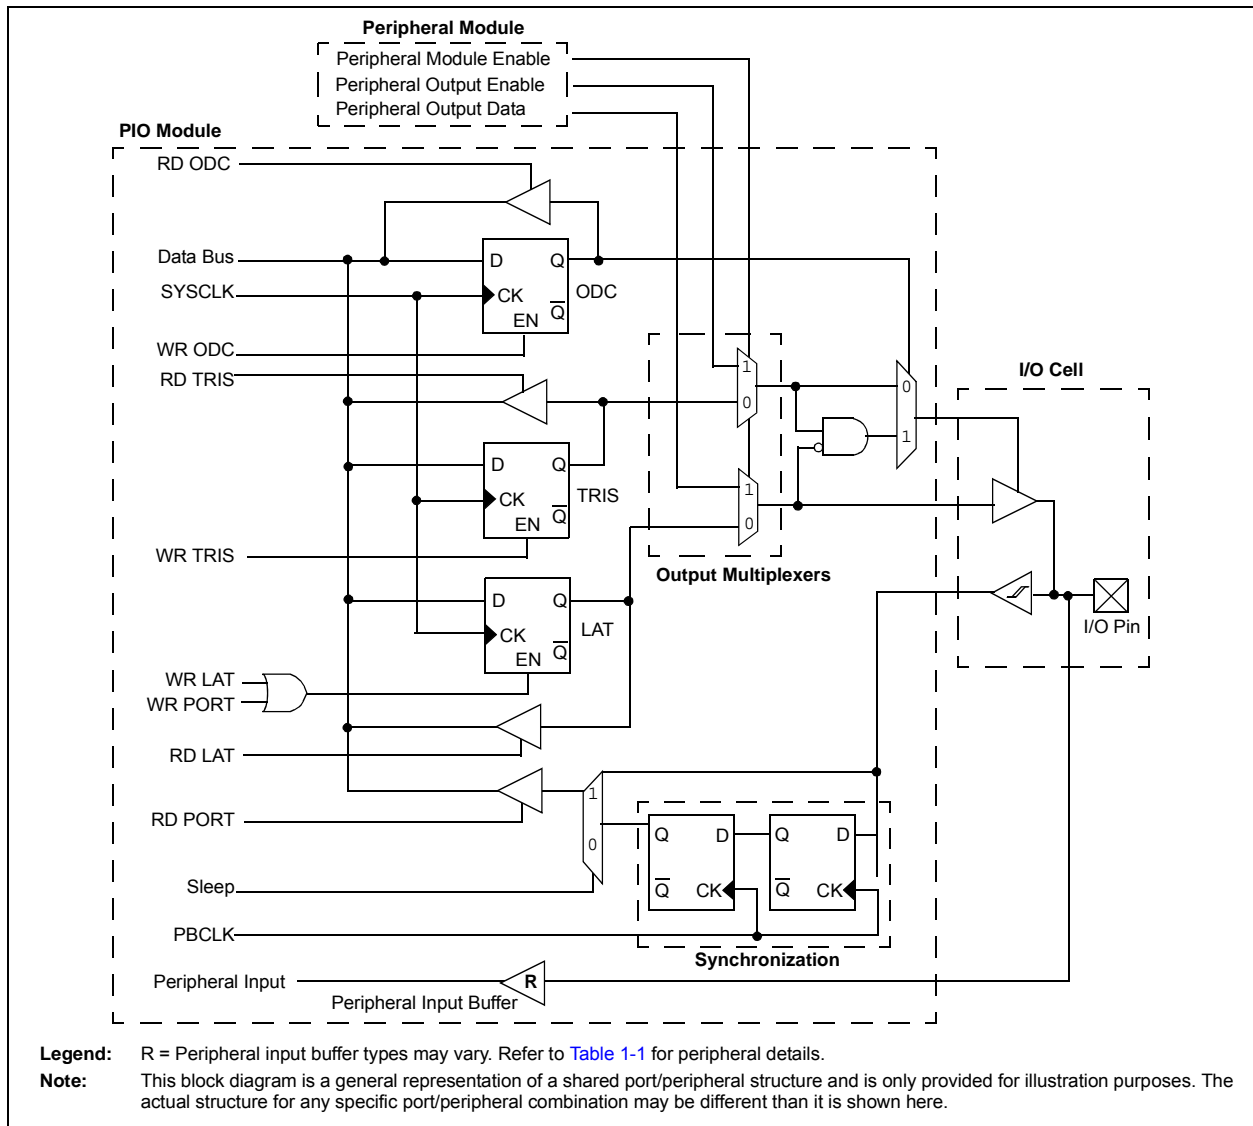 Peripheral Module
Peripheral Module Enable
Peripheral Output Enable
Peripheral Output Data
PIO Module
RD ODC
Data Bus
D
Q
SYSCLK
CK
ODC
Q
EN
WR ODC
RD TRIS
1
0
0
1
I/O Cell
D
Q
CK
TRIS
Q
EN
WR TRIS
1
0
Output Multiplexers
D
Q
CK
LAT
Q
EN
I/O Pin
WR LAT
WR PORT
RD LAT
1
0
RD PORT
Q
D
Q
D
Sleep
Q
CK
Q
CK
PBCLK
Synchronization
Peripheral Input
R
Peripheral Input Buffer
Legend: R = Peripheral input buffer types may vary. Refer to Table 1-1 for peripheral details.
Note: This block diagram is a general representation of a shared port/peripheral structure and is only provided for illustration purposes. The
actual structure for any specific port/peripheral combination may be different than it is shown here.